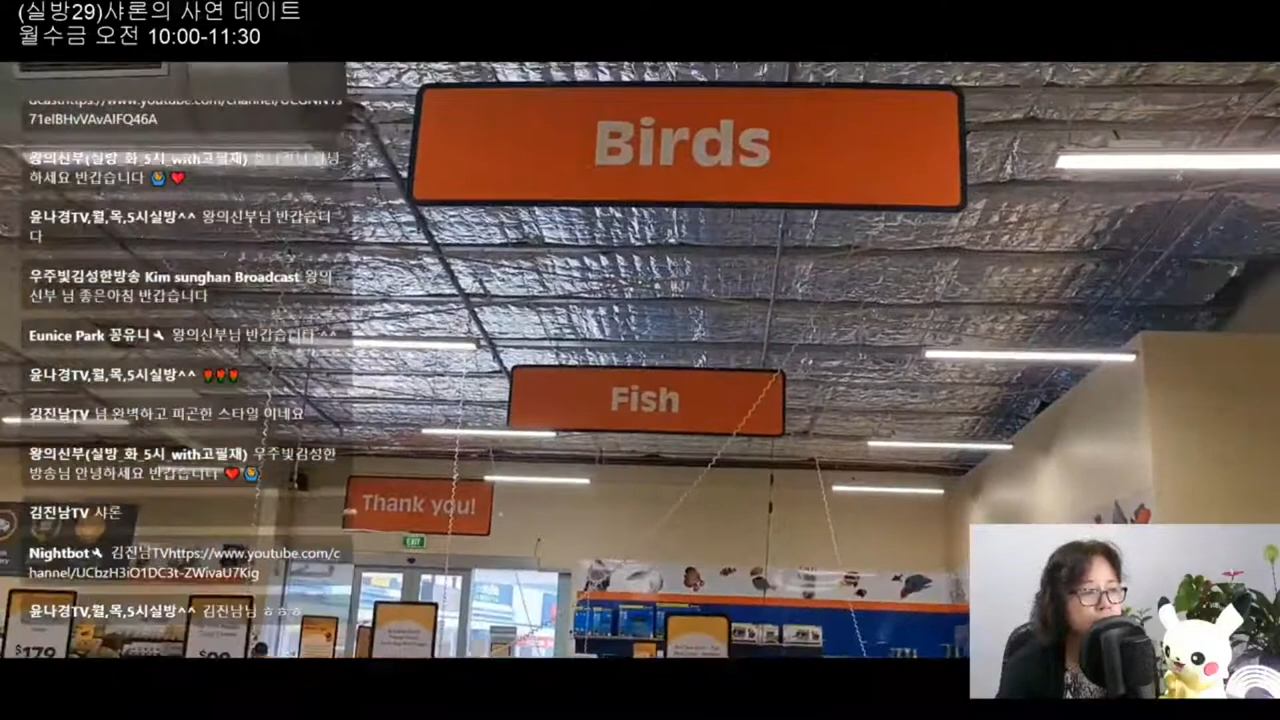 (실방29)샤론의 사연 데이트
월수금 오전 10:00-11:30
Birds
Fish
Thank you!
EXIT
왕의신부(실방 화 5시 with고필재)
하세요 반갑습니다
윤나경TV,월,목,5시실방^^ 왕의신부님 반갑습니
다
우주빛김성한방송 Kim sunghan Broadcast 왕의
신부 님 좋은아침 반갑습니다
Eunice Park 꽁유니 왕의신부님 반갑습니다 ^^
윤나경TV,월,목,5시실방^^ 🌹🌹🌹
김진남TV 넘 완벽하고 피곤한 스타일 이네요
왕의신부(실방 화 5시 with고필재) 우주빛김성한
방송님 안녕하세요 반갑습니다
김진남TV 샤론
Nightbot 김진남TVhttps://www.youtube.com/c
hannel/UCbzH3iO1DC3t-ZWivaU7Kig
윤나경TV,월,목,5시실방^^ 김진남님 ㅎㅎㅎ
$179